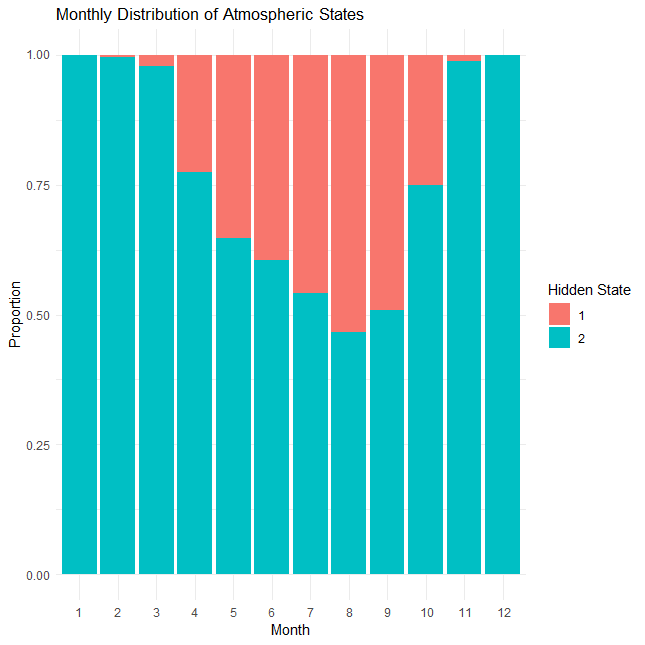 Monthly Distribution of Atmospheric States
1.00
0.75
0.50
0.25
0.00
Proportion
1 2 3 4 5 6 7 8 9 10 11 12
Month
Hidden State
1
2